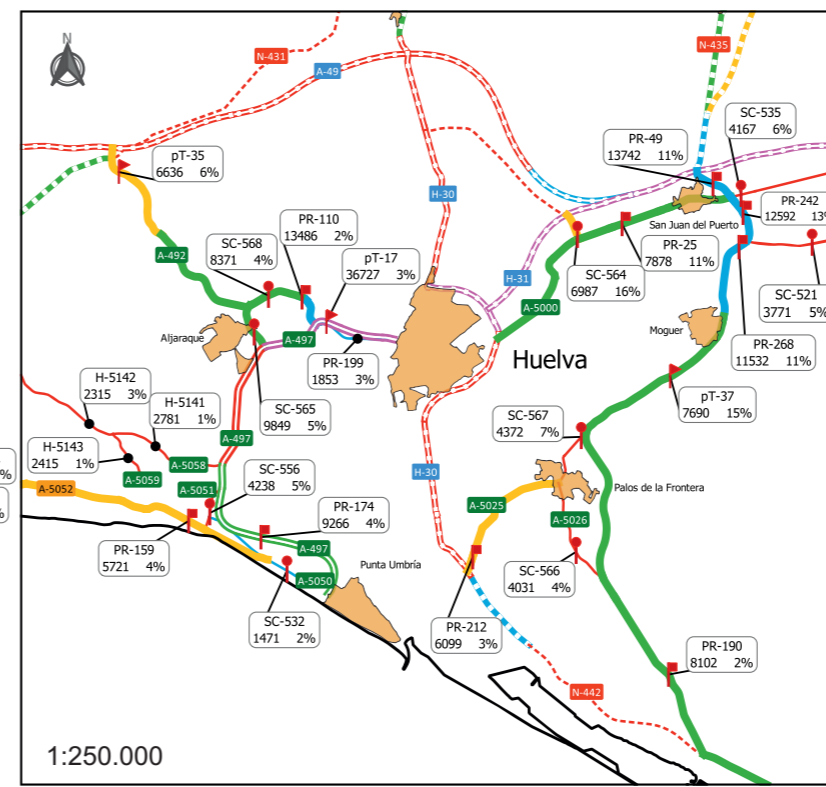 N
N-431
A-49
N-435
SC-535
4167 6%
PR-49
13742 11%
pT-35
6636 6%
PR-242
12592 13%
H-30
PR-110
13486 2%
SC-568
8371 4%
San Juan del Puerto
A-492
pT-17
36727 3%
PR-25
7878 11%
SC-564
6987 16%
H-31
SC-521
3771 5%
A-5000
Aljaraque
A-497
Moguer
Huelva
PR-268
11532 11%
PR-199
1853 3%
H-5142
2315 3%
pT-37
7690 15%
H-5141
2781 1%
SC-565
9849 5%
SC-567
4372 7%
A-497
H-5143
2415 1%
A-5058
%
H-30
A-5059
SC-556
4238 5%
Palos de la Frontera
A-5052
A-5051
A-5025
PR-174
9266 4%
A-5026
A-497
PR-159
5721 4%
Punta Umbría
SC-566
4031 4%
A-5050
SC-532
1471 2%
PR-212
6099 3%
PR-190
8102 2%
N-442
1:250.000